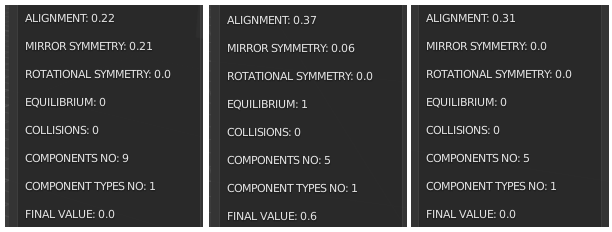 ALIGNMENT: 0.22
MIRROR SYMMETRY: 0.21
ROTATIONAL SYMMETRY: 0.0
EQUILIBRIUM: 0
COLLISIONS: 0
COMPONENTS NO: 9
COMPONENT TYPES NO: 1
FINAL VALUE: 0.0
ALIGNMENT: 0.37
MIRROR SYMMETRY: 0.06
ROTATIONAL SYMMETRY: 0.0
EQUILIBRIUM: 1
COLLISIONS: 0
COMPONENTS NO: 5
COMPONENT TYPES NO: 1
FINAL VALUE: 0.6
ALIGNMENT: 0.31
MIRROR SYMMETRY: 0.0
ROTATIONAL SYMMETRY: 0.0
EQUILIBRIUM: 0
COLLISIONS: 0
COMPONENTS NO: 5
COMPONENT TYPES NO: 1
FINAL VALUE: 0.0